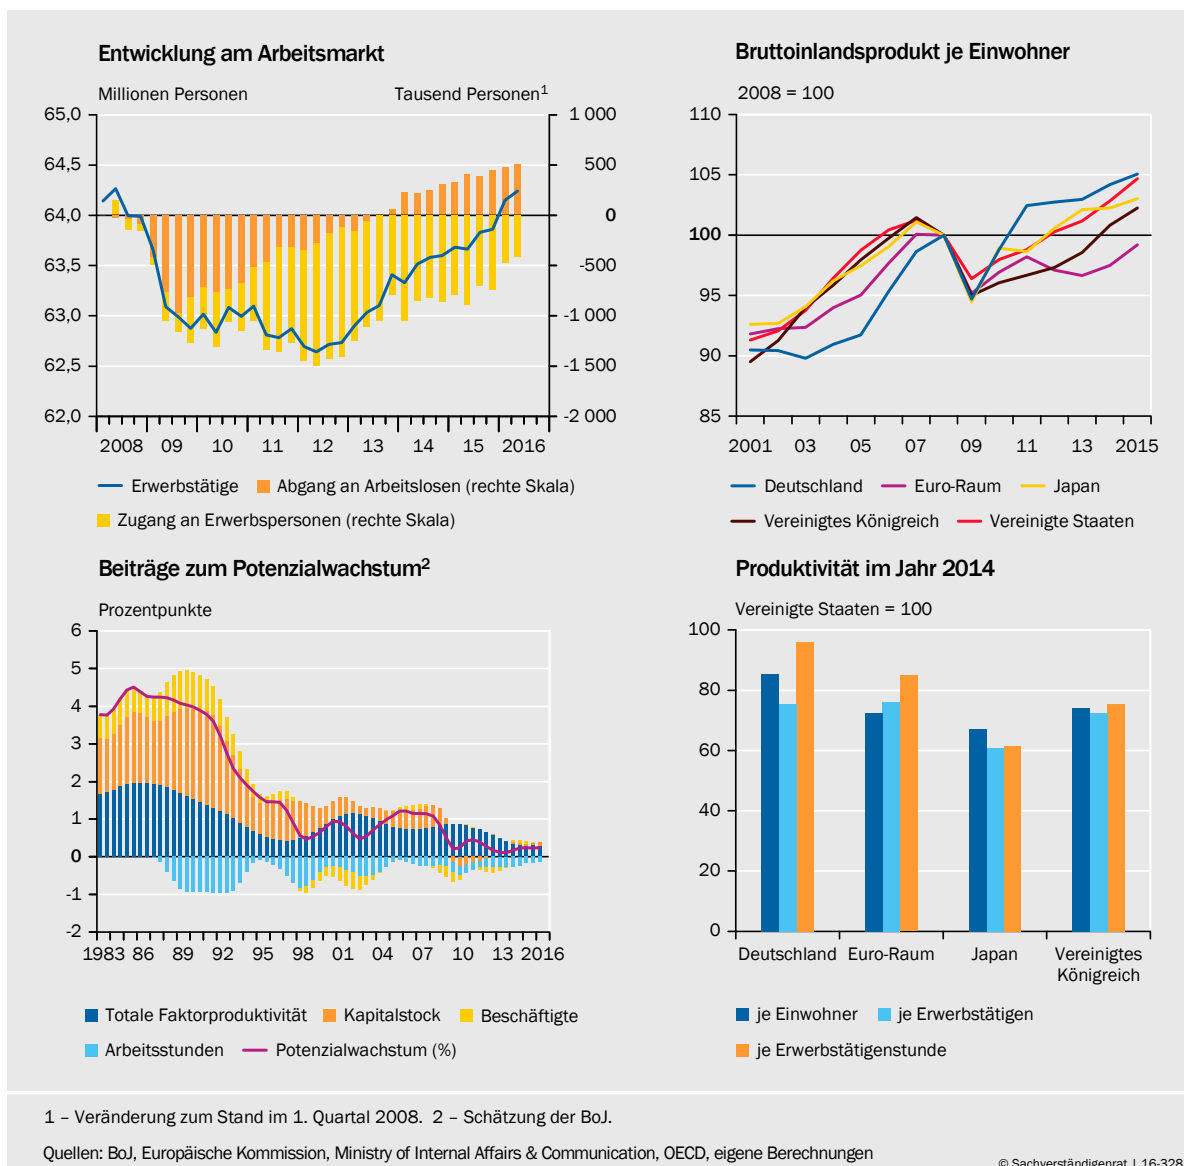 Entwicklung am Arbeitsmarkt
Millionen Personen Tausend Personen1
65,0 1 000
64,5 500
64,0 0
63,5 -500
63,0 -1 000
62,5 -1 500
62,0 -2 000
2008 09 10 11 12 13 14 15 2016
Erwerbstätige Abgang an Arbeitslosen (rechte Skala)
Zugang an Erwerbspersonen (rechte Skala)
Bruttoinlandsprodukt je Einwohner
2008 = 100
110
105
100
95
90
85
2001 03 05 07 09 11 13 2015
Deutschland Euro-Raum Japan
Vereinigtes Königreich Vereinigte Staaten
Beiträge zum Potenzialwachstum2
Prozentpunkte
6
5
4
3
2
1
0
-1
-2
1983 86 89 92 95 98 01 04 07 10 13 2016
Totale Faktorproduktivität Kapitalstock Beschäftigte
Arbeitsstunden Potenzialwachstum (%)
Produktivität im Jahr 2014
Vereinigte Staaten = 100
100
80
60
40
20
0
Deutschland Euro-Raum Japan Vereinigtes
Königreich
je Einwohner je Erwerbstätigen
je Erwerbstätigenstunde
1 – Veränderung zum Stand im 1. Quartal 2008. 2 – Schätzung der BoJ.
Quellen: BoJ, Europäische Kommission, Ministry of Internal Affairs & Communication, OECD, eigene Berechnungen
© Sachverständigenrat | 16-328